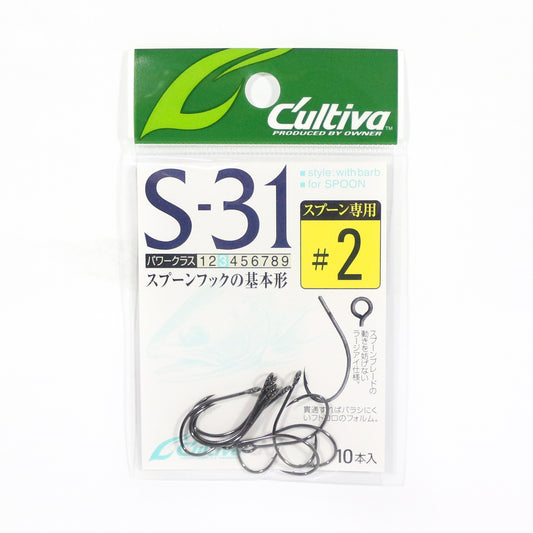 C'ultiva™
PRODUCED BY OWNER
S-31
style: with barb
for SPOON
スプーン専用
#2
パワークラス 123456789
スプーンフックの基本形
スプーンブレードの
動きを妨げない
ラージアイ仕様。
貫通すればバラシにく
いフトコロのフォルム。
Cultiva
10本入